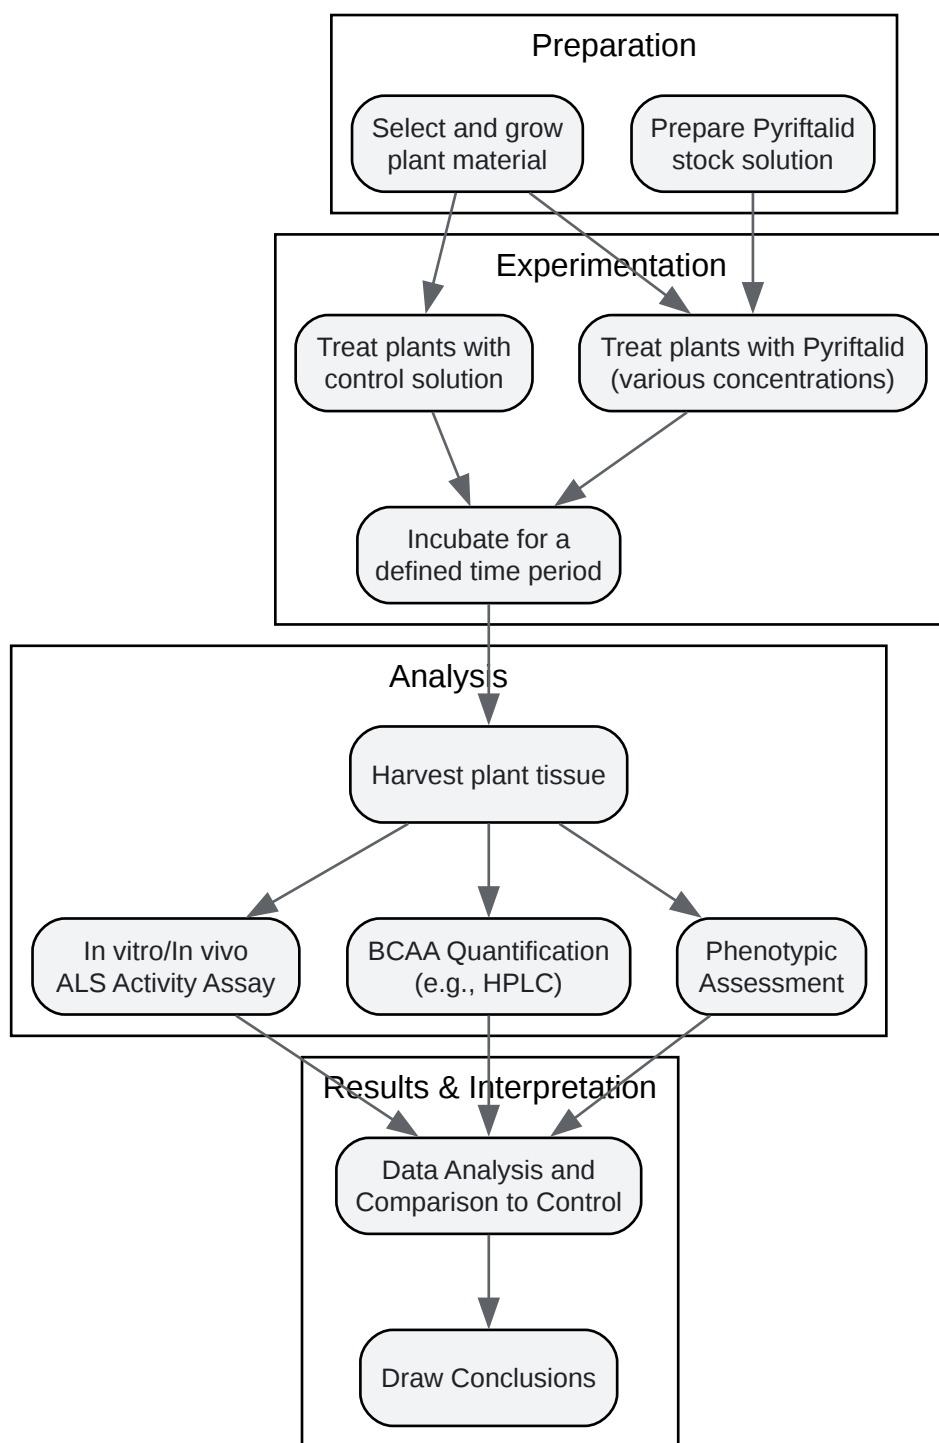 Preparation
Select and grow
plant material
Prepare Pyriftalid
stock solution
Experimentation
Treat plants with
control solution
Treat plants with Pyriftalid
(various concentrations)
Incubate for a
defined time period
Analysis
Harvest plant tissue
In vitro/In vivo
ALS Activity Assay
BCAA Quantification
(e.g., HPLC)
Phenotypic
Assessment
Results & Interpretation
Data Analysis and
Comparison to Control
Draw Conclusions